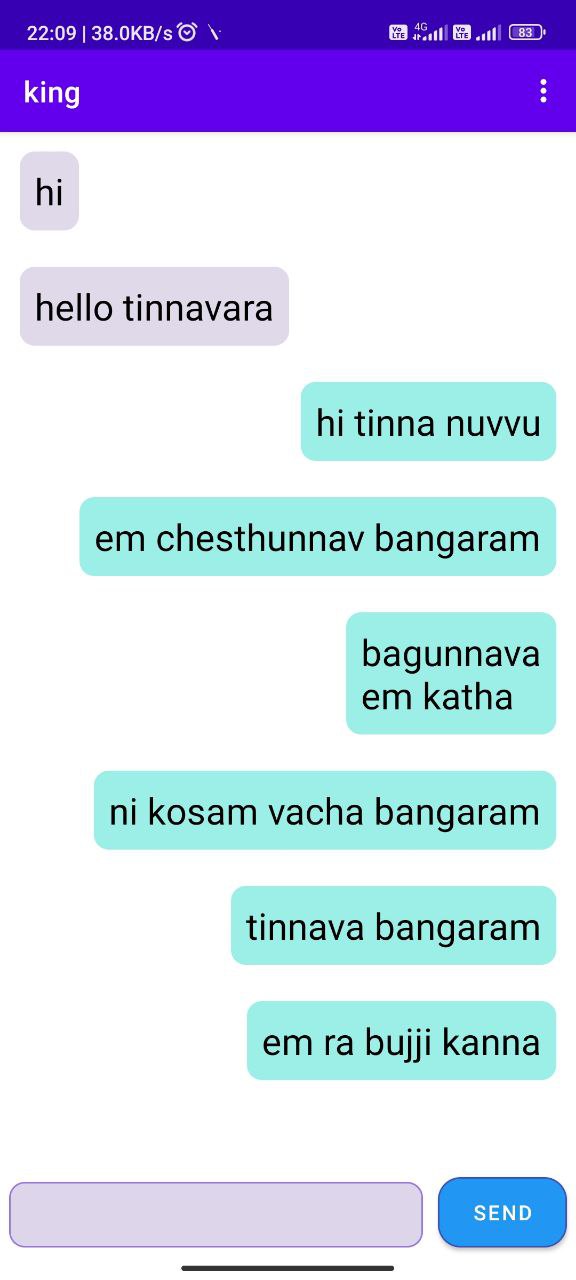 22:09 | 38.0KB/s Vo LTE 4G Vo LTE 83
king
hi
hello tinnavara
hi tinna nuvvu
em chesthunnav bangaram
bagunnava
em katha
ni kosam vacha bangaram
tinnava bangaram
em ra bujji kanna
SEND